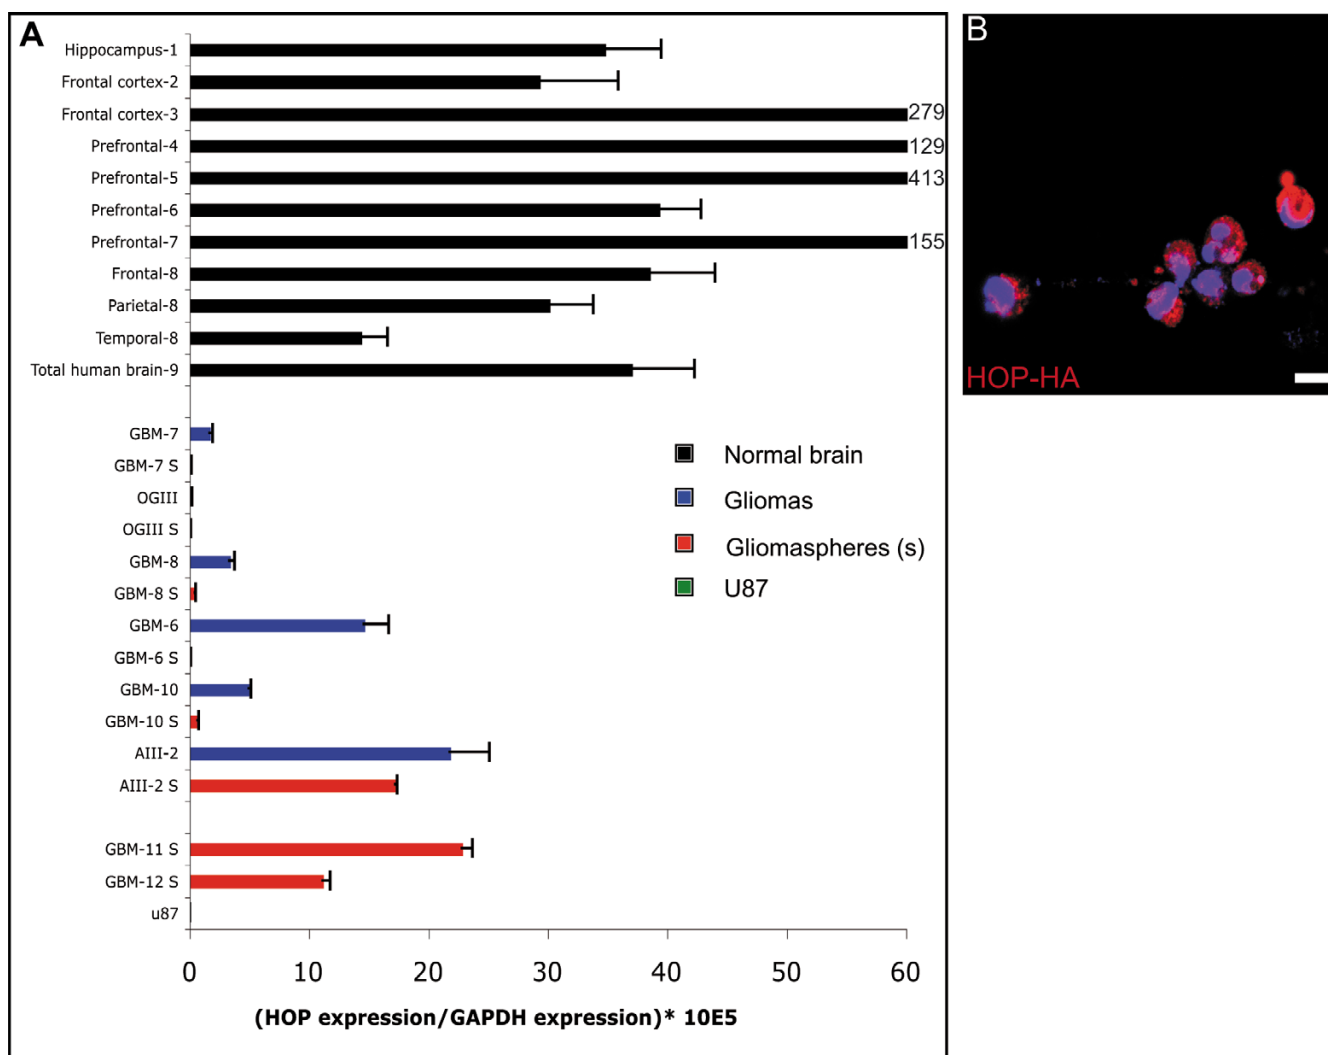 A
Hippocampus-1
Frontal cortex-2
Frontal cortex-3 279
Prefrontal-4 129
Prefrontal-5 413
Prefrontal-6
Prefrontal-7 155
Frontal-8
Parietal-8
Temporal-8
Total human brain-9
GBM-7
GBM-7 S
OGIII
OGIII S
GBM-8
GBM-8 S
GBM-6
GBM-6 S
GBM-10
GBM-10 S
AIII-2
AIII-2 S
GBM-11 S
GBM-12 S
u87
Normal brain
Gliomas
Gliomaspheres (s)
U87
0 10 20 30 40 50 60
(HOP expression/GAPDH expression)* 10E5
B
HOP-HA